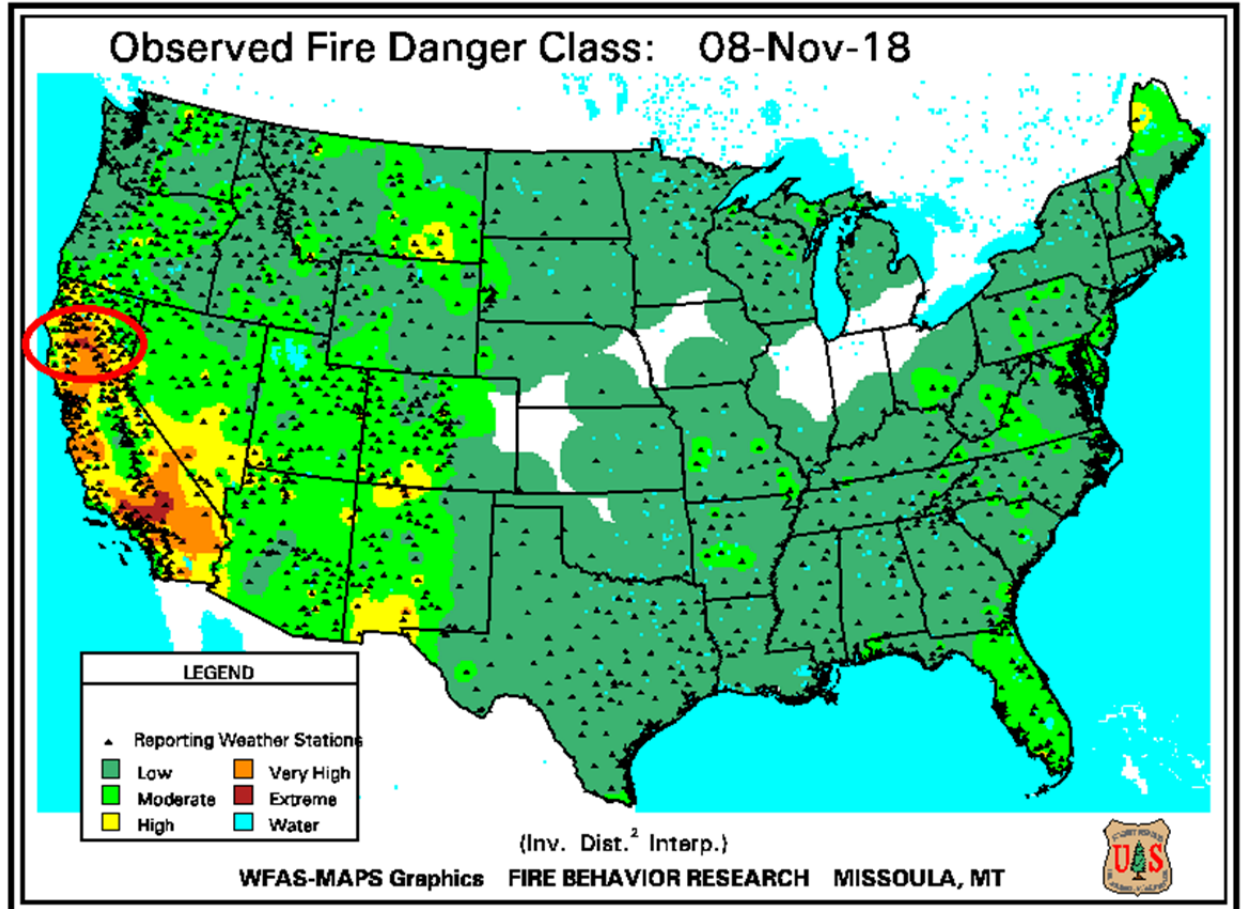 Observed Fire Danger Class: 08-Nov-18
LEGEND
Reporting Weather Stations
Low
Very High
Moderate
Extreme
High
Water
(Inv. Dist.² Interp.)
WFAS-MAPS Graphics FIRE BEHAVIOR RESEARCH MISSOULA, MT
US